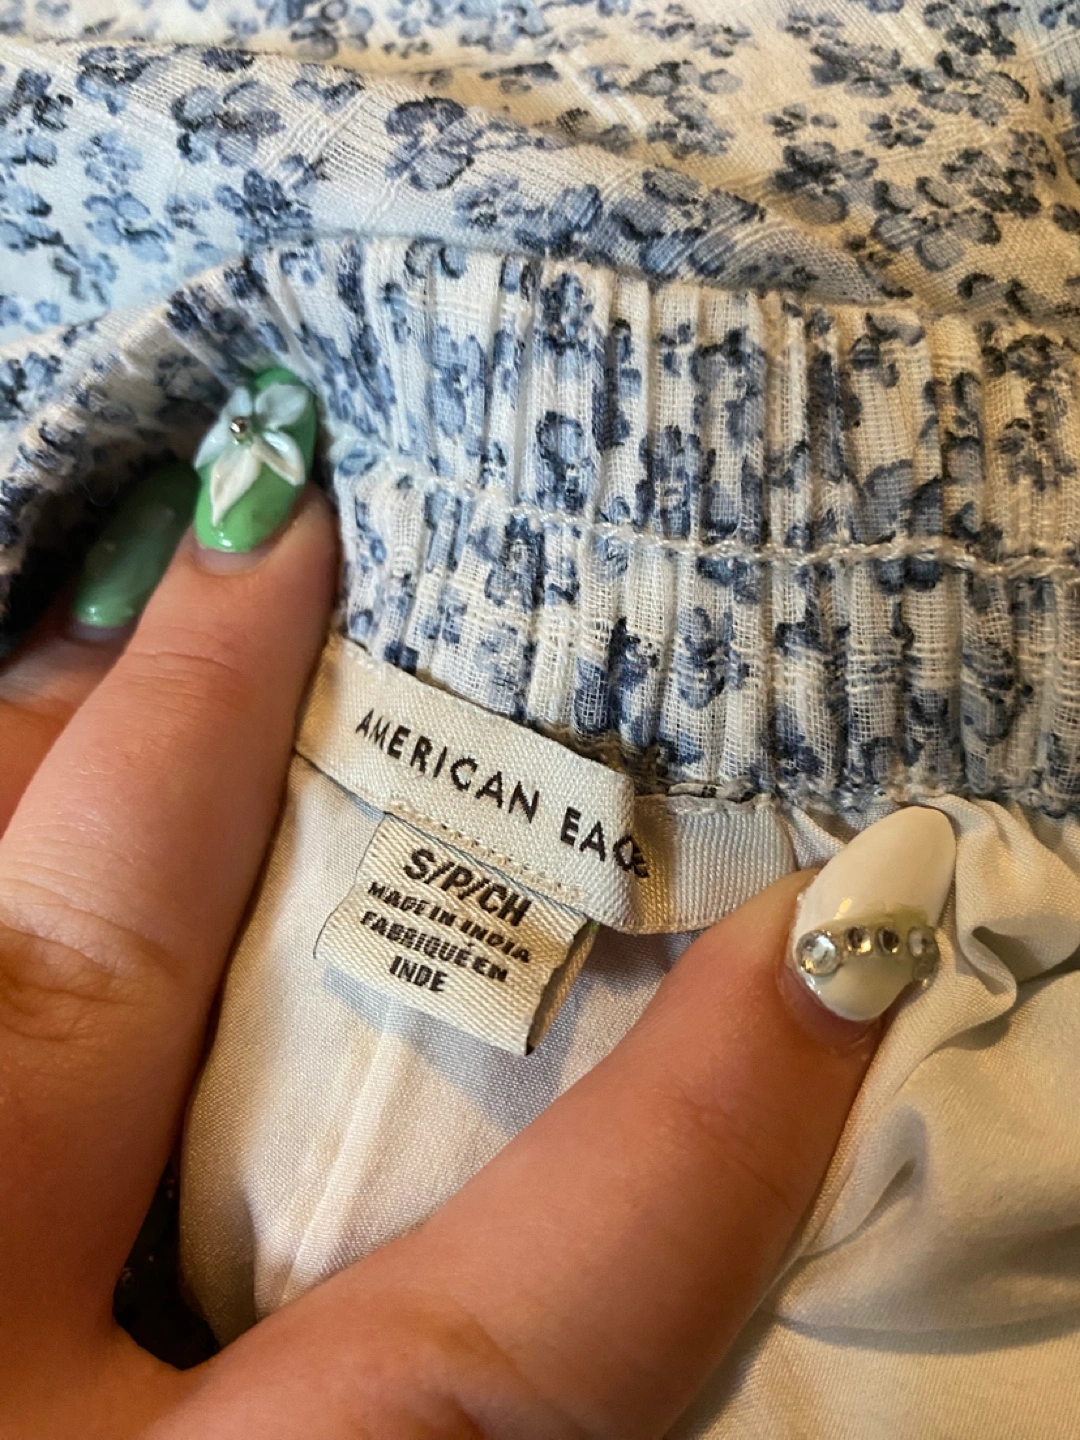 AMERICAN EAG
S/P/CH
MADE IN INDIA
FABRIQUÉ EN
INDE